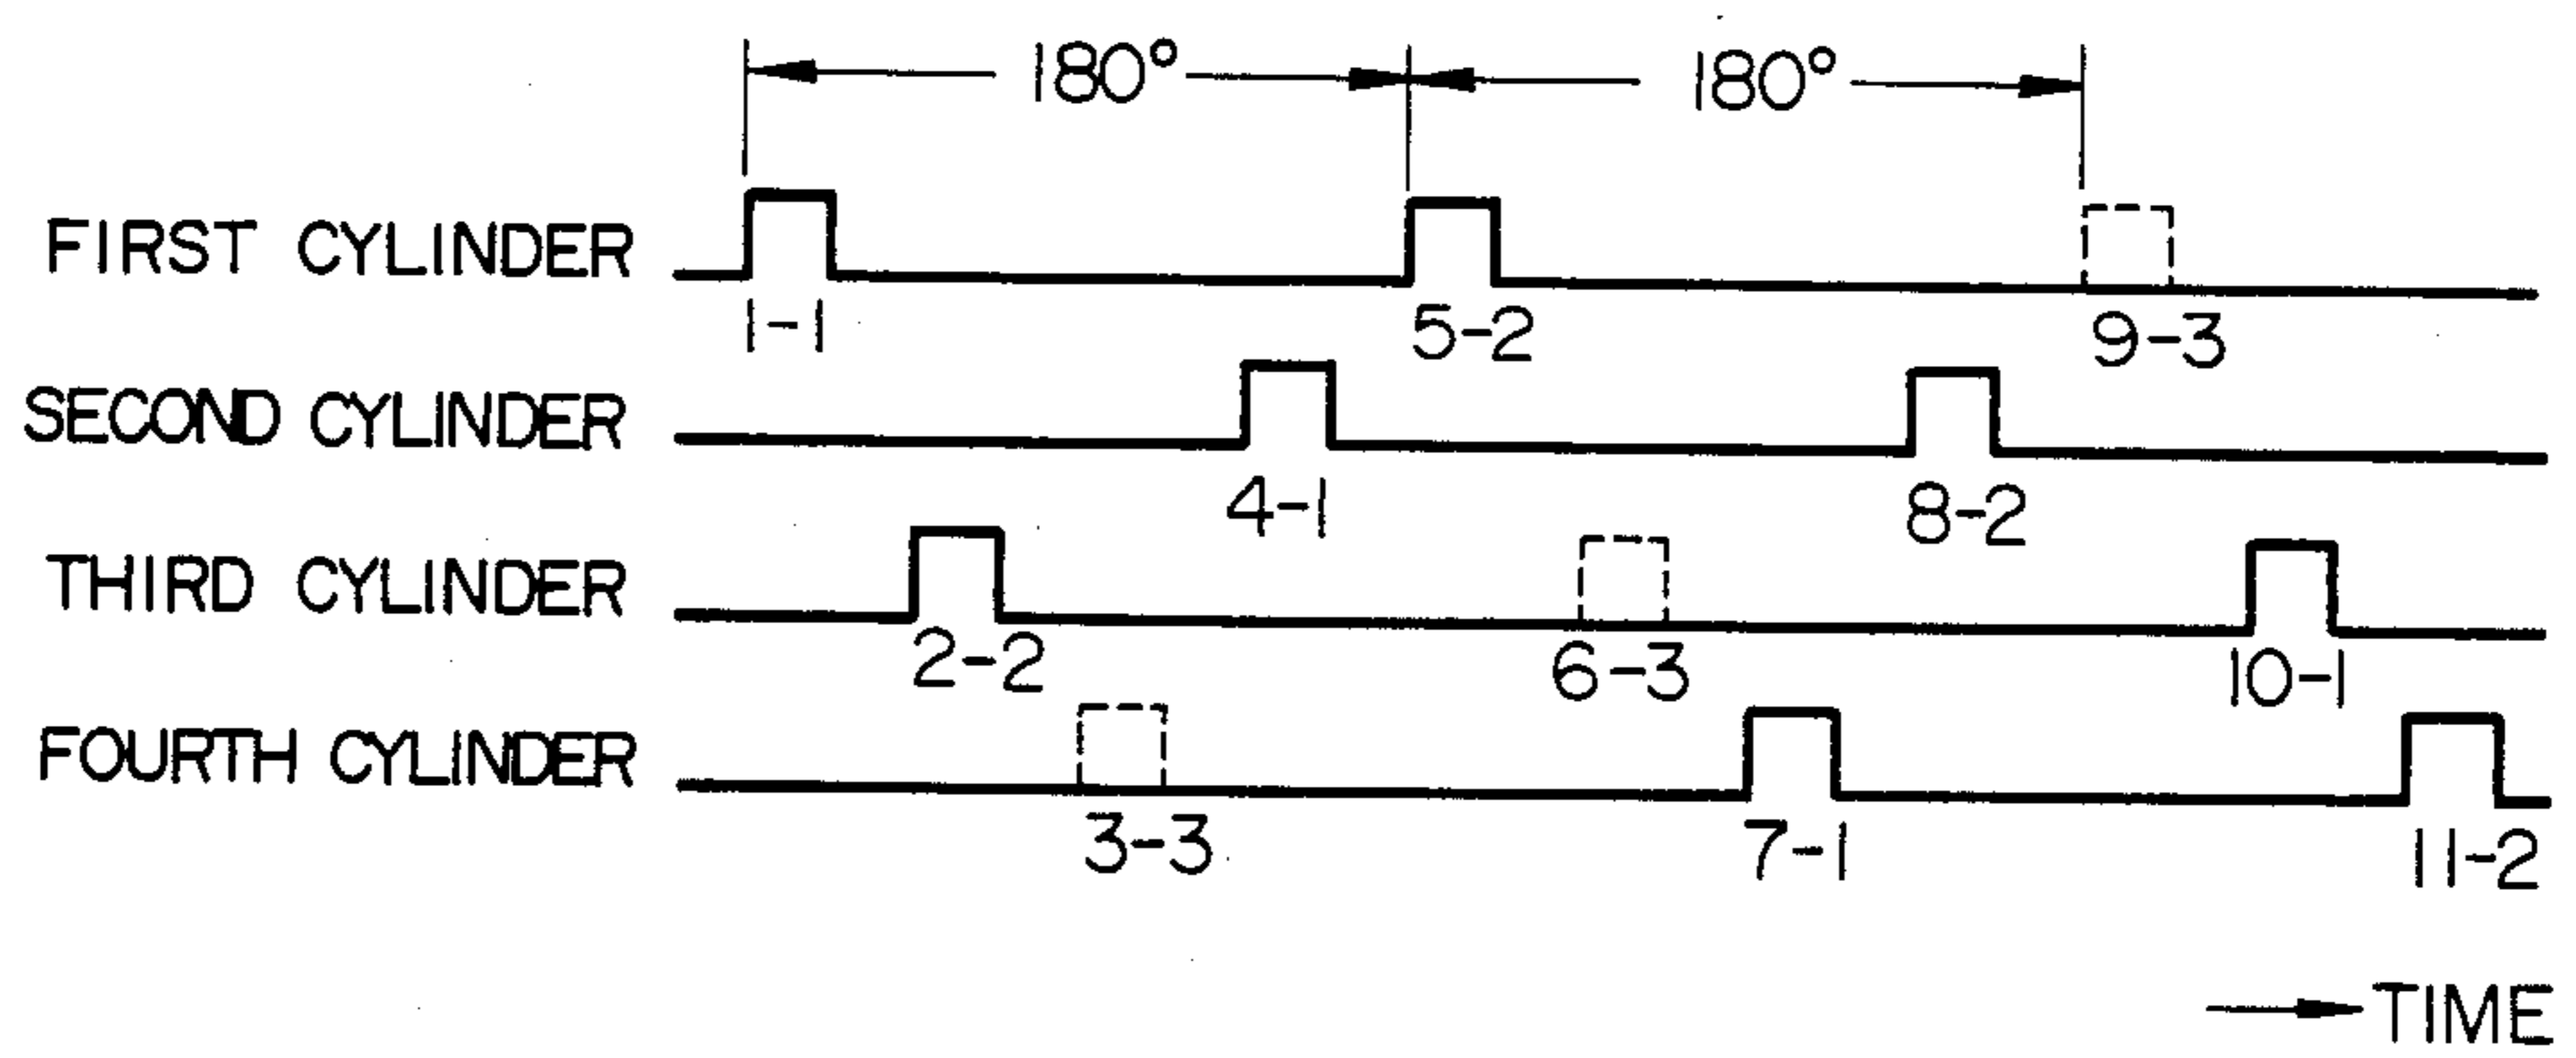 180° 180°
FIRST CYLINDER
1-1 5-2 9-3
SECOND CYLINDER
4-1 8-2
THIRD CYLINDER
2-2 6-3 10-1
FOURTH CYLINDER
3-3 7-1 11-2
TIME